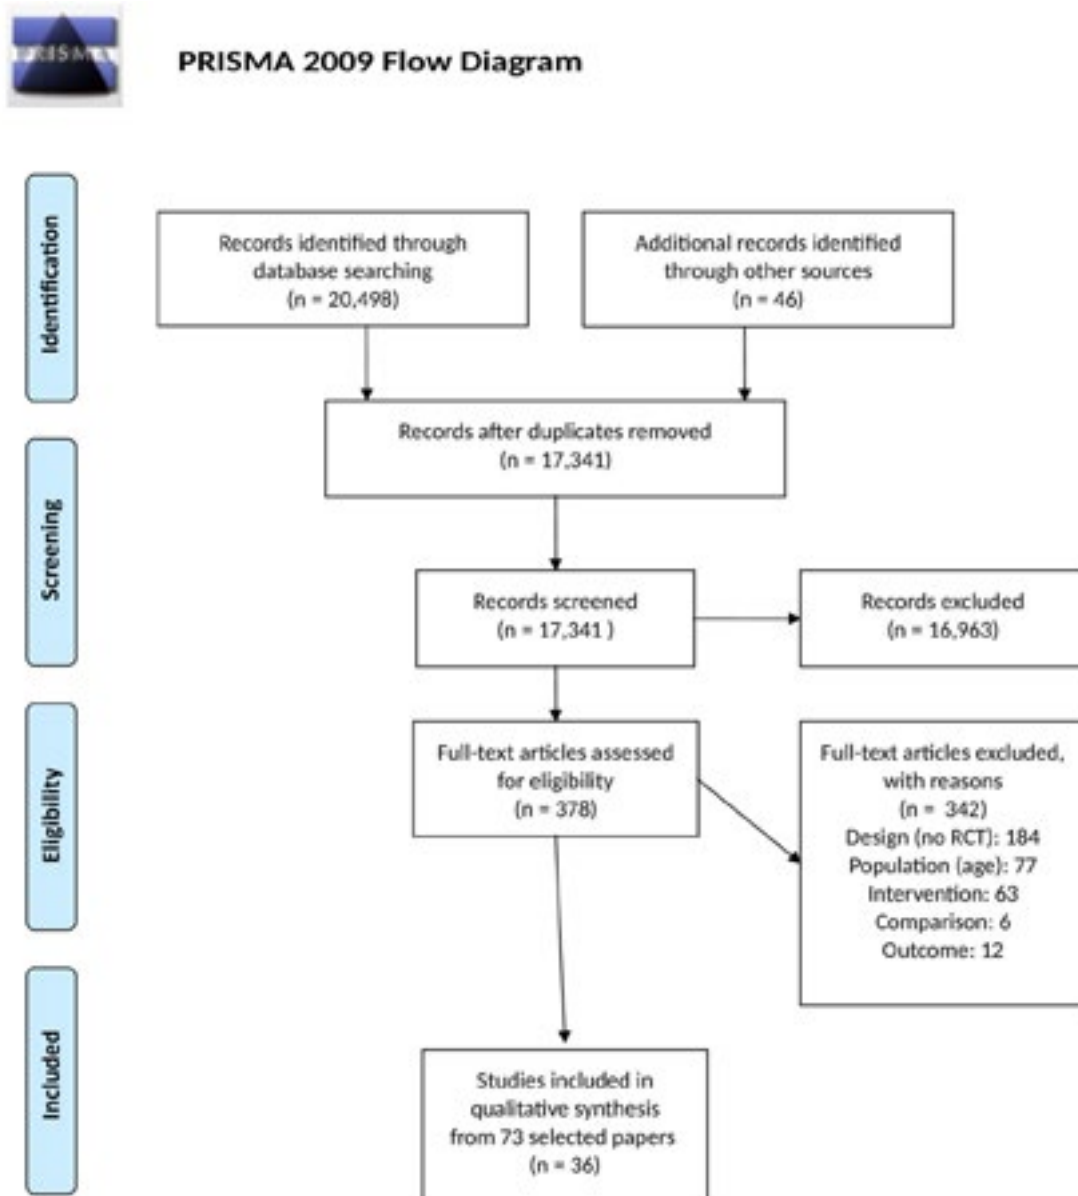 PRISMA
PRISMA 2009 Flow Diagram
Identification
Records identified through
database searching
(n = 20,498)
Additional records identified
through other sources
(n = 46)
Records after duplicates removed
(n = 17,341)
Screening
Records screened
(n = 17,341 )
Records excluded
(n = 16,963)
Eligibility
Full-text articles assessed
for eligibility
(n = 378)
Full-text articles excluded,
with reasons
(n = 342)
Design (no RCT): 184
Population (age): 77
Intervention: 63
Comparison: 6
Outcome: 12
Included
Studies included in
qualitative synthesis
from 73 selected papers
(n = 36)